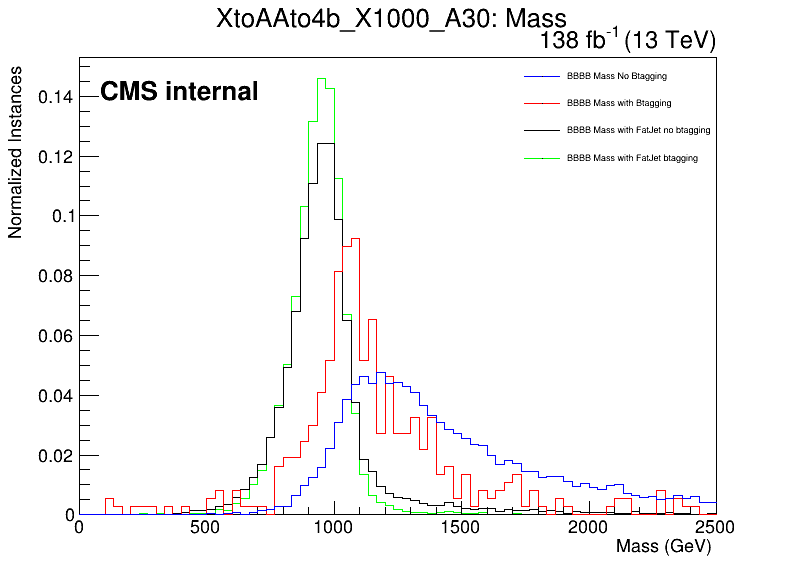 XtoAAto4b_X1000_A30: Mass
138 fb-1 (13 TeV)
CMS internal
BBBB Mass No Btagging
BBBB Mass with Btagging
BBBB Mass with FatJet no btagging
BBBB Mass with FatJet btagging
Normalized Instances
0.14
0.12
0.1
0.08
0.06
0.04
0.02
0
0 500 1000 1500 2000 2500
Mass (GeV)